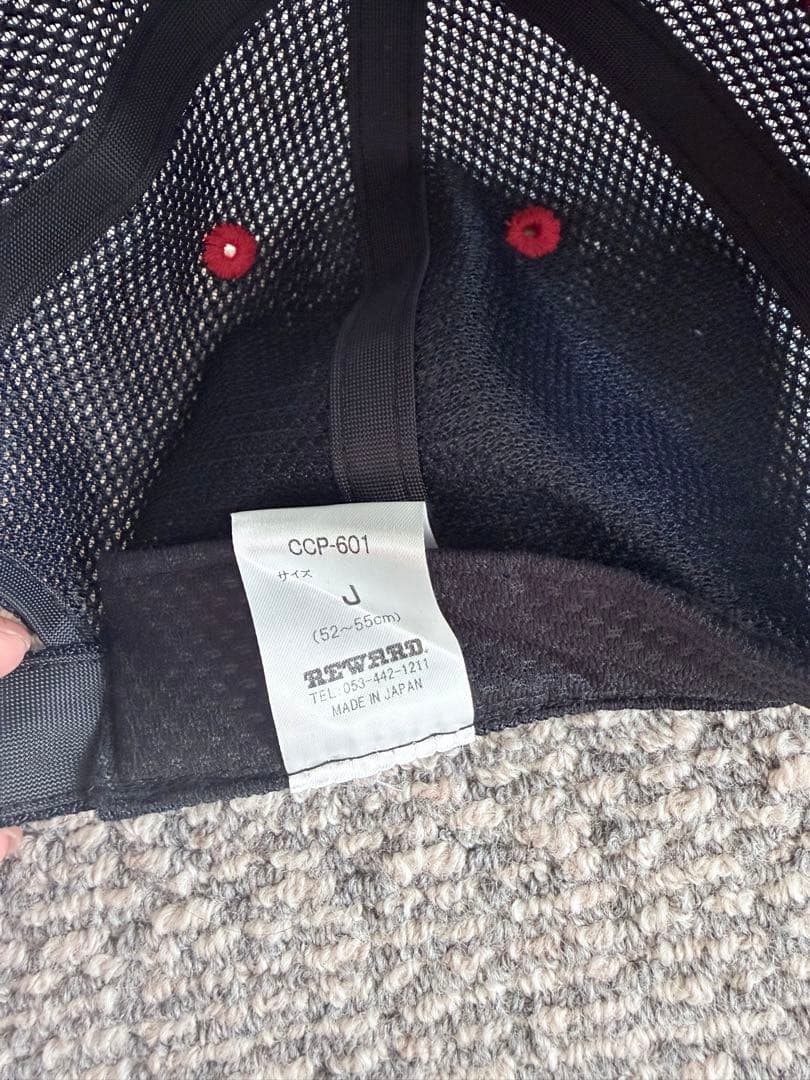 CCP-601
サイズ
J
(52～55cm)
REWARD.
TEL:053-442-1211
MADE IN JAPAN